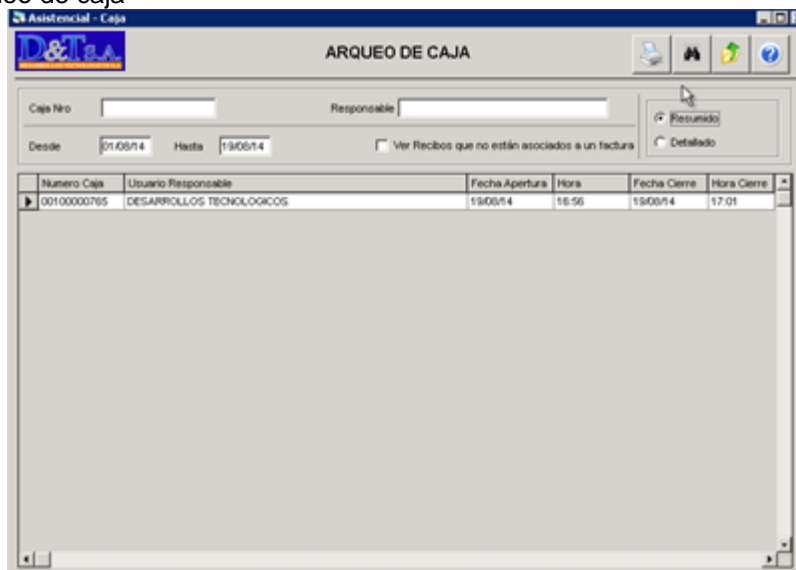 Asistencial - Caja
D&T S.A.
ARQUEO DE CAJA
Caja Nro
Responsable
Resumido
Desde 01/08/14 Hasta 19/08/14 Ver Recibos que no están asociados a un factura
Detallado
Numero Caja Usuario Responsable Fecha Apertura Hora Fecha Cierre Hora Cierre
00100000765 DESARROLLOS TECNOLOGICOS 19/08/14 16:56 19/08/14 17:01